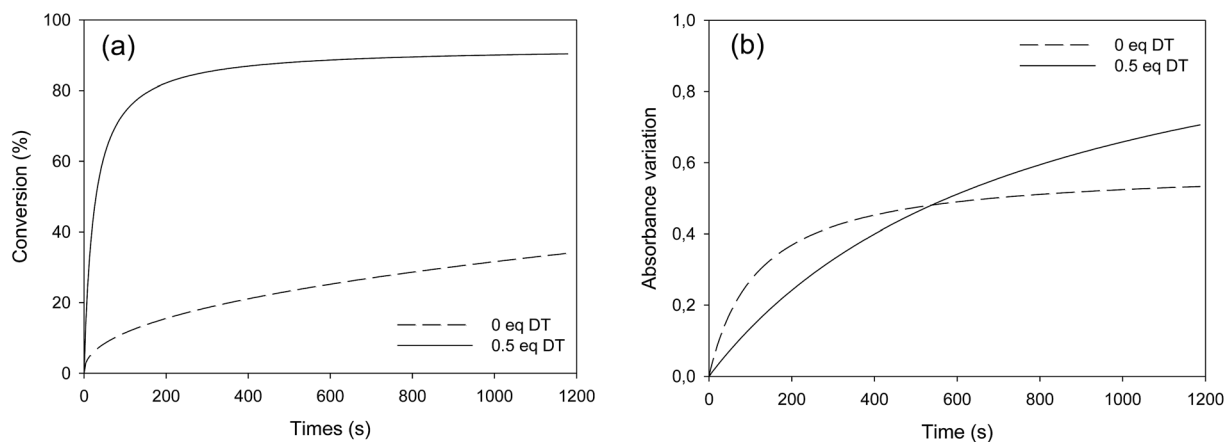 (a)
Conversion (%)
100
80
60
40
20
0
0 eq DT
0.5 eq DT
0 200 400 600 800 1000 1200
Times (s)
(b)
Absorbance variation
1,0
0,8
0,6
0,4
0,2
0,0
0 eq DT
0.5 eq DT
0 200 400 600 800 1000 1200
Time (s)